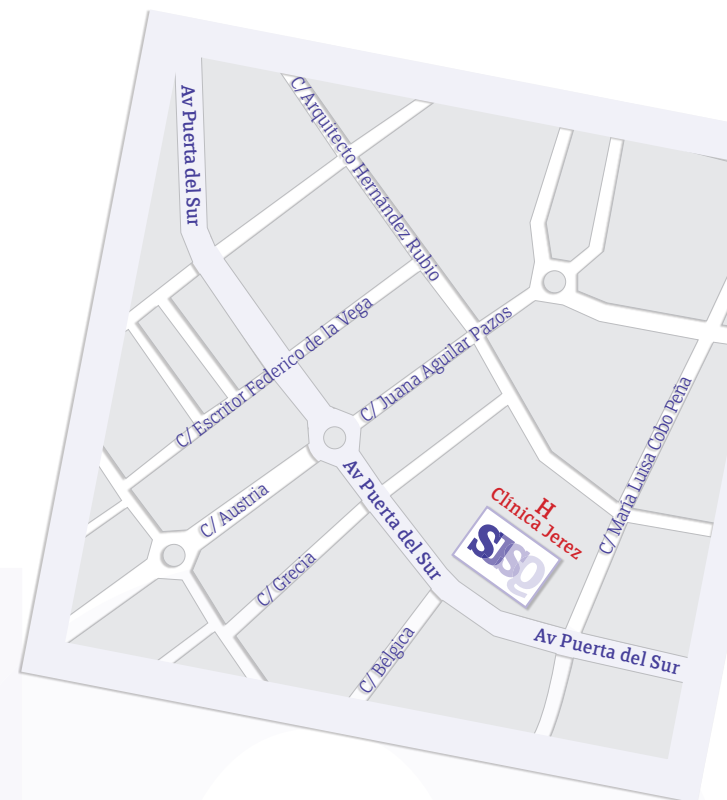 C/Arquitecto Hernández Rubio
Av Puerta del Sur
C/ Escritor Federico de la Vega
C/ Juana Aguilar Pazos
C/ María Luisa Cobo Peña
C/ Austria
Av Puerta del Sur
H
Clínica Jerez
SJsg
C/ Grecia
C/ Bélgica
Av Puerta del Sur